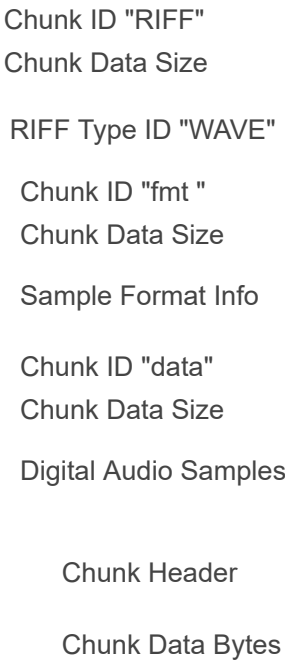 Chunk ID "RIFF"
Chunk Data Size
RIFF Type ID "WAVE"
Chunk ID "fmt "
Chunk Data Size
Sample Format Info
Chunk ID "data"
Chunk Data Size
Digital Audio Samples
Chunk Header
Chunk Data Bytes